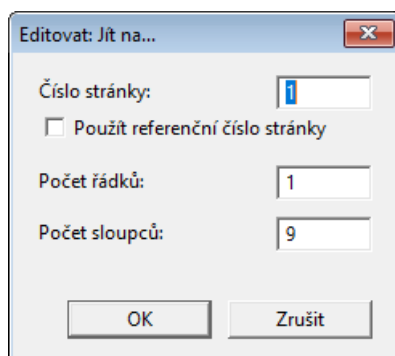 Editovat: Jít na...
Číslo stránky: 1
Použít referenční číslo stránky
Počet řádků: 1
Počet sloupců: 9
OK Zrušit